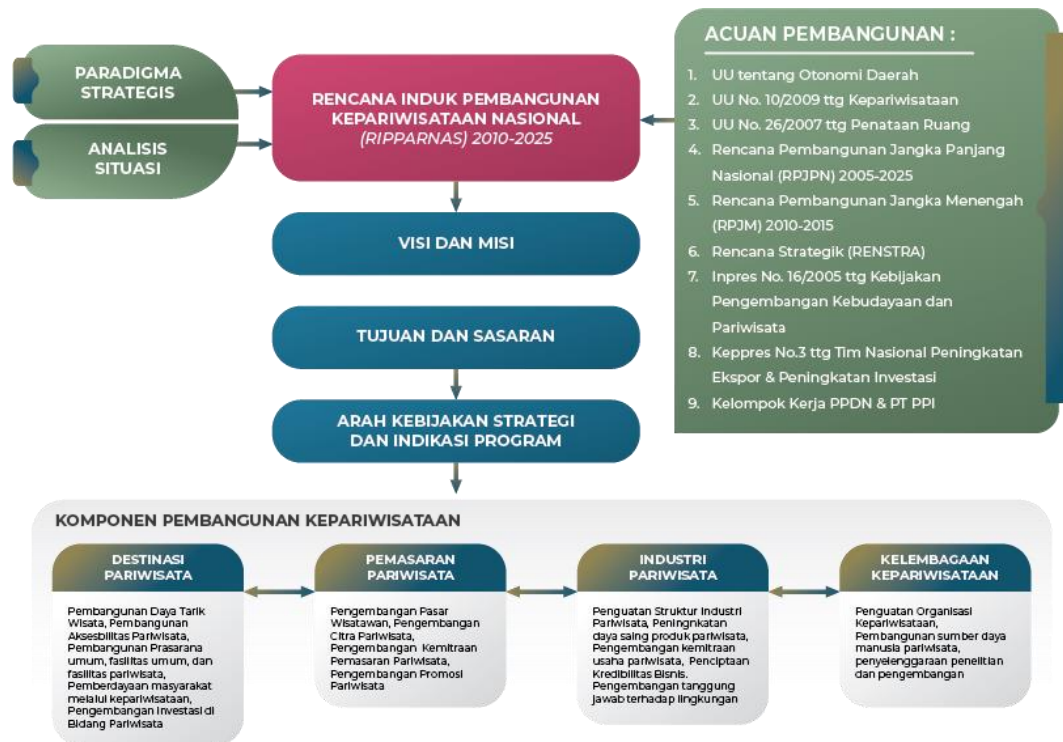 PARADIGMA
STRATEGIS
ANALISIS
SITUASI
RENCANA INDUK PEMBANGUNAN
KEPARIWISATAAN NASIONAL
(RIPPARNAS) 2010-2025
VISI DAN MISI
TUJUAN DAN SASARAN
ARAH KEBIJAKAN STRATEGI
DAN INDIKASI PROGRAM
ACUAN PEMBANGUNAN :
1. UU tentang Otonomi Daerah
2. UU No. 10/2009 ttg Kepariwisataan
3. UU No. 26/2007 ttg Penataan Ruang
4. Rencana Pembangunan Jangka Panjang
Nasional (RPJPN) 2005-2025
5. Rencana Pembangunan Jangka Menengah
(RPJM) 2010-2015
6. Rencana Strategik (RENSTRA)
7. Inpres No. 16/2005 ttg Kebijakan
Pengembangan Kebudayaan dan
Pariwisata
8. Keppres No.3 ttg Tim Nasional Peningkatan
Ekspor & Peningkatan Investasi
9. Kelompok Kerja PPDN & PT PPI
KOMPONEN PEMBANGUNAN KEPARIWISATAAN
DESTINASI
PARIWISATA
Pembangunan Daya Tarik
Wisata, Pembangunan
Aksesbilitas Pariwisata,
Pembangunan Prasarana
umum, fasilitas umum, dan
fasilitas pariwisata,
Pemberdayaan masyarakat
melalui kepariwisataan,
Pengembangan Investasi di
Bidang Pariwisata
PEMASARAN
PARIWISATA
Pengembangan Pasar
Wisatawan, Pengembangan
Citra Pariwisata,
Pengembangan Kemitraan
Pemasaran Pariwisata,
Pengembangan Promosi
Pariwisata
INDUSTRI
PARIWISATA
Penguatan Struktur Industri
Pariwisata, Peningnkatan
daya saing produk pariwisata,
Pengembangan kemitraan
usaha pariwisata, Penciptaan
Kredibilitas Bisnis.
Pengembangan tanggung
jawab terhadap lingkungan
KELEMBAGAAN
KEPARIWISATAAN
Penguatan Organisasi
Kepariwisataan,
Pembangunan sumber daya
manusia pariwisata,
penyelenggaraan penelitian
dan pengembangan